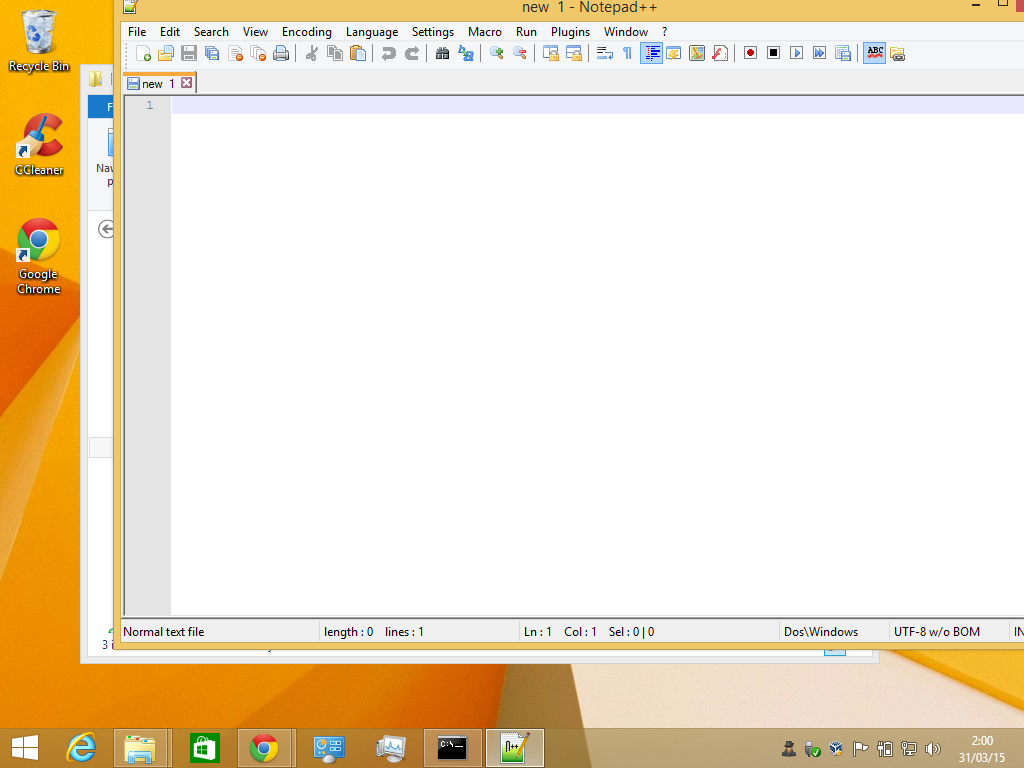 new 1 - Notepad++
File Edit Search View Encoding Language Settings Macro Run Plugins Window ?
ABC
new 1
1
Recycle Bin
CCleaner
Google
Chrome
F
Nav
p
3
Normal text file
length : 0 lines : 1
Ln : 1 Col : 1 Sel : 0 | 0
Dos\Windows
UTF-8 w/o BOM
IN
C:\
2:00
31/03/15